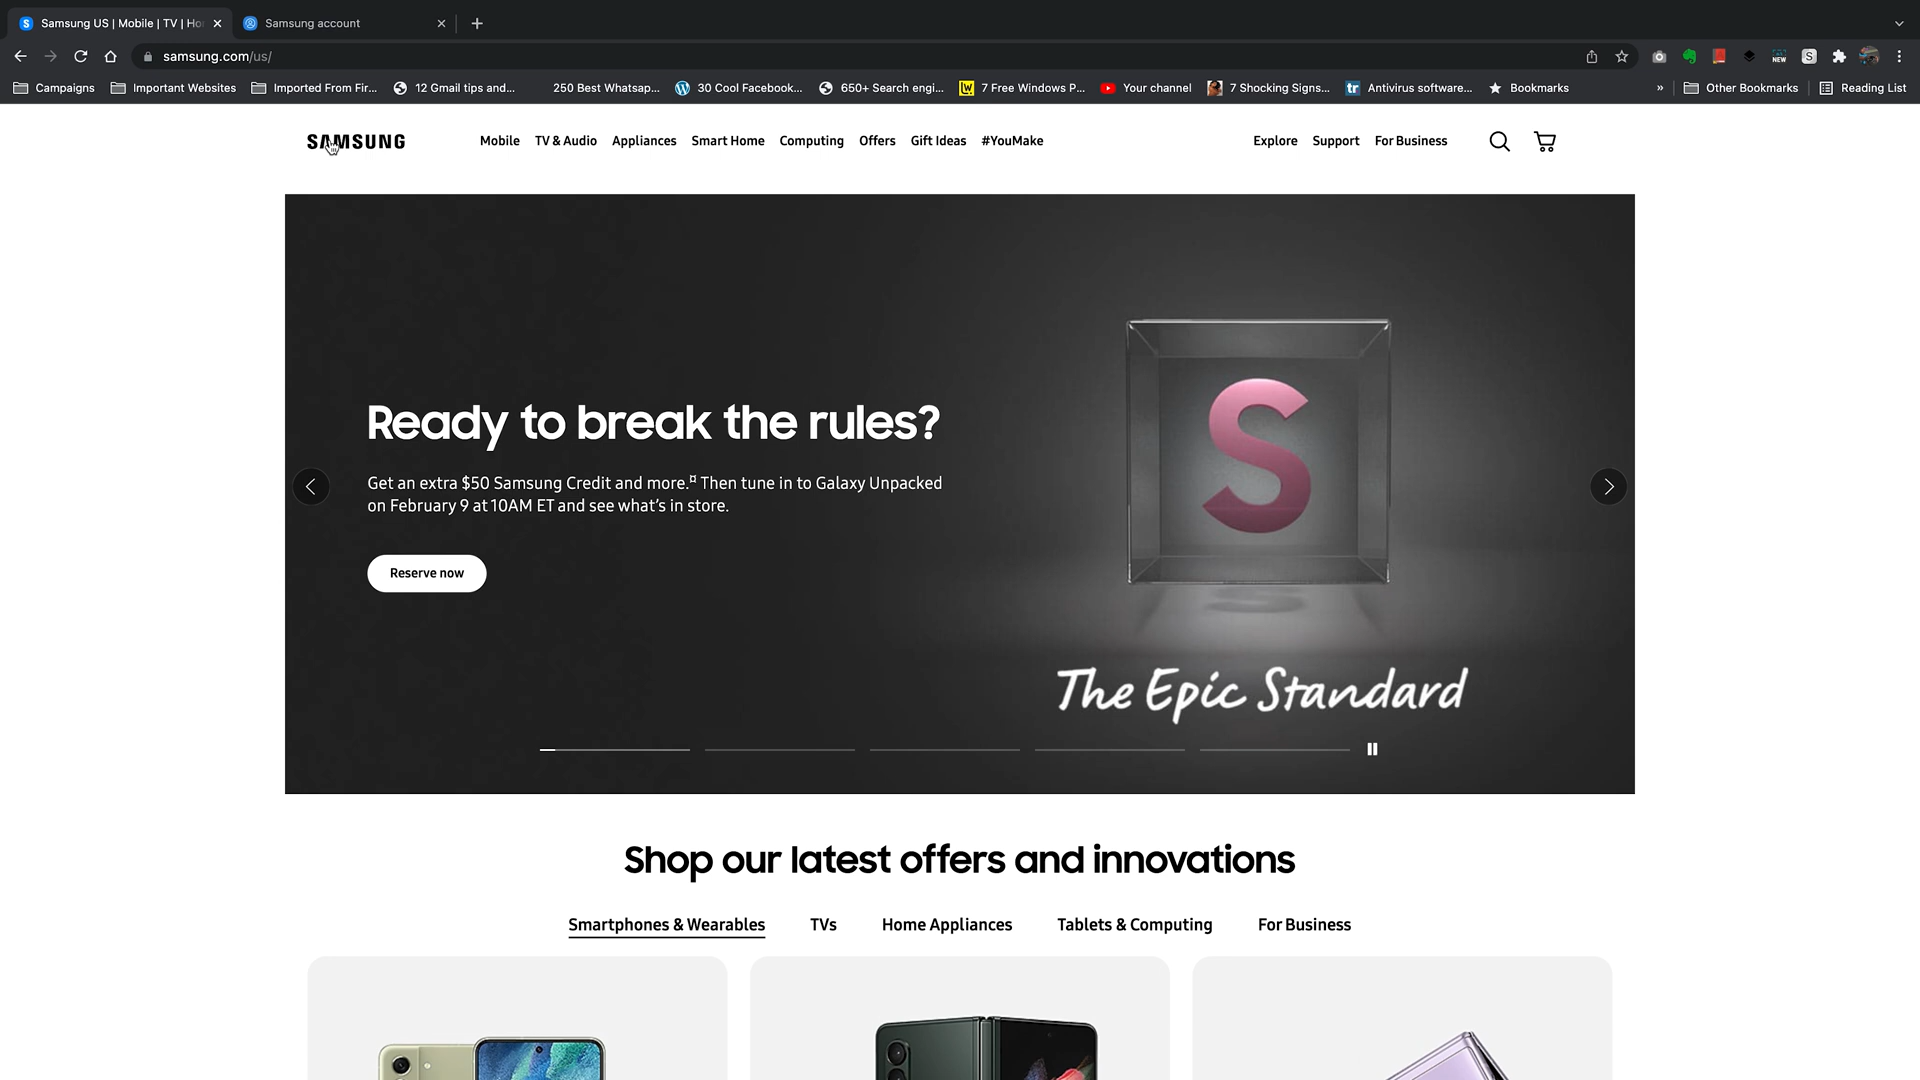 Samsung US | Mobile | TV | Ho
Samsung account
samsung.com/us/
Campaigns
Important Websites
Imported From Fir...
12 Gmail tips and...
250 Best Whatsap...
30 Cool Facebook...
650+ Search engi...
7 Free Windows P...
Your channel
7 Shocking Signs...
Antivirus software...
Bookmarks
»
Other Bookmarks
Reading List
SAMSUNG
Mobile
TV & Audio
Appliances
Smart Home
Computing
Offers
Gift Ideas
#YouMake
Explore
Support
For Business
Ready to break the rules?
Get an extra $50 Samsung Credit and more.¤ Then tune in to Galaxy Unpacked
on February 9 at 10AM ET and see what's in store.
Reserve now
S
The Epic Standard
Shop our latest offers and innovations
Smartphones & Wearables
TVs
Home Appliances
Tablets & Computing
For Business